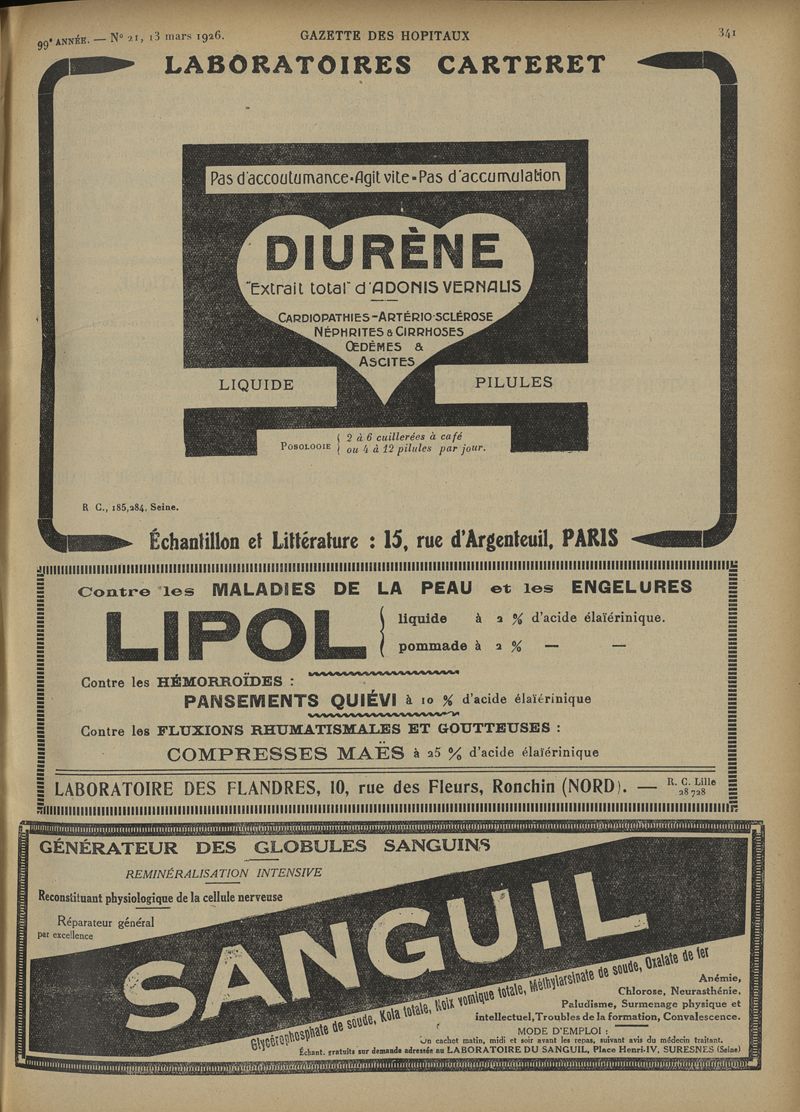 99e ANNÉE. — No 21, 13 mars 1926.
GAZETTE DES HOPITAUX
341
LABORATOIRES CARTERET
Pas d'accoutumance-Agit vite-Pas d'accumulation
DIURÈNE
"Extrait total" d'ADONIS VERNALIS
CARDIOPATHIES-ARTÉRIO-SCLÉROSE
NÉPHRITES & CIRRHOSES
ŒDÈMES &
ASCITES
LIQUIDE
PILULES
POSOLOGIE { 2 à 6 cuillerées à café
ou 4 à 12 pilules par jour.
R C., 185,284, Seine.
Échantillon et Littérature : 15, rue d'Argenteuil, PARIS
Contre les MALADIES DE LA PEAU et les ENGELURES
LIPOL { liquide à 2 % d'acide élaïérinique.
pommade à 2 % — —
Contre les HÉMORROÏDES :
PANSEMENTS QUIÉVI à 10 % d'acide élaïérinique
Contre les FLUXIONS RHUMATISMALES ET GOUTTEUSES :
COMPRESSES MAËS à 25 % d'acide élaïérinique
LABORATOIRE DES FLANDRES, 10, rue des Fleurs, Ronchin (NORD). — R. C. Lille 28 728
GÉNÉRATEUR DES GLOBULES SANGUINS
REMINÉRALISATION INTENSIVE
Reconstituant physiologique de la cellule nerveuse
Réparateur général
par excellence
SANGUIL
Glycérophosphate de soude, Kola totale, Noix vomique totale, Méthylarsinate de soude, Oxalate de fer
Anémie,
Chlorose, Neurasthénie.
Paludisme, Surmenage physique et
intellectuel, Troubles de la formation, Convalescence.
MODE D'EMPLOI :
Un cachet matin, midi et soir avant les repas, suivant avis du médecin traitant.
Échant. gratuits sur demande adressée au LABORATOIRE DU SANGUIL, Place Henri-IV, SURESNES (Seine)